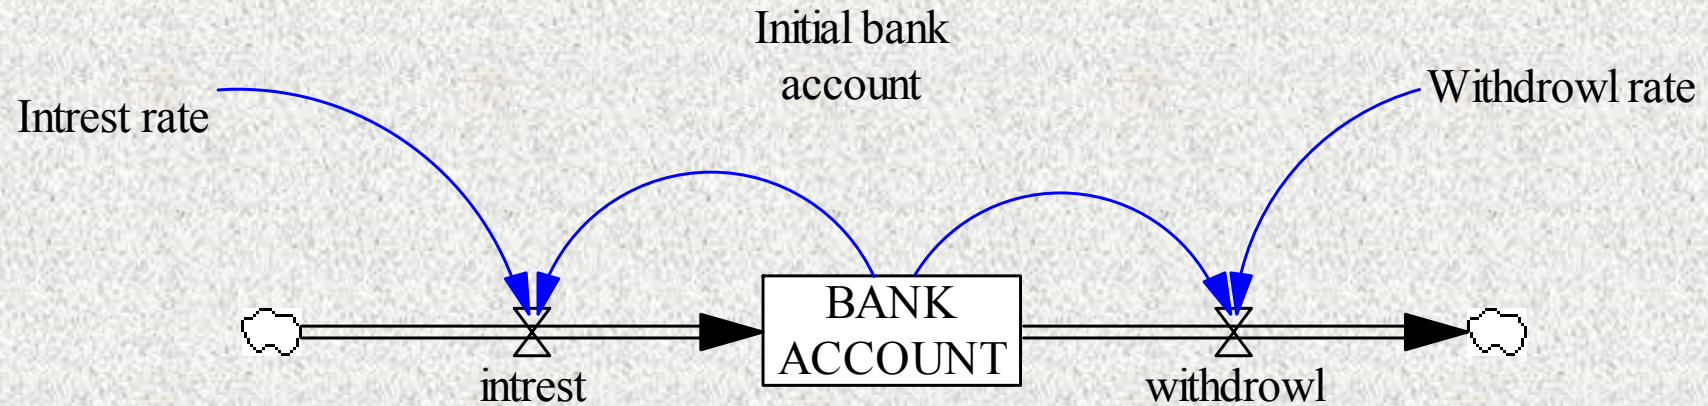 Initial bank
account
Intrest rate
Withdrowl rate
BANK
ACCOUNT
intrest
withdrowl